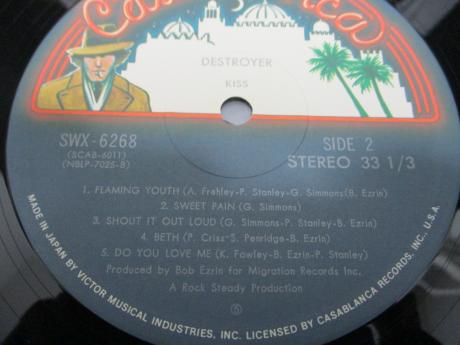 Casablanca
DESTROYER
KISS
SWX-6268
(SCAB-6011)
(NBLP-7025-B)
SIDE 2
STEREO 33 1/3
1. FLAMING YOUTH (A. Frehley-P. Stanley-G. Simmons(B. Ezrin)
2. SWEET PAIN (G. Simmons)
3. SHOUT IT OUT LOUD (G. Simmons-P. Stanley-B. Ezrin)
4. BETH (P. Criss-S. Penridge-B. Ezrin)
5. DO YOU LOVE ME (K. Fowley-B. Ezrin-P. Stanley)
Produced by Bob Ezrin for Migration Records Inc.
A Rock Steady Production
MADE IN JAPAN BY VICTOR MUSICAL INDUSTRIES, INC. LICENSED BY CASABLANCA RECORDS, INC., U.S.A.